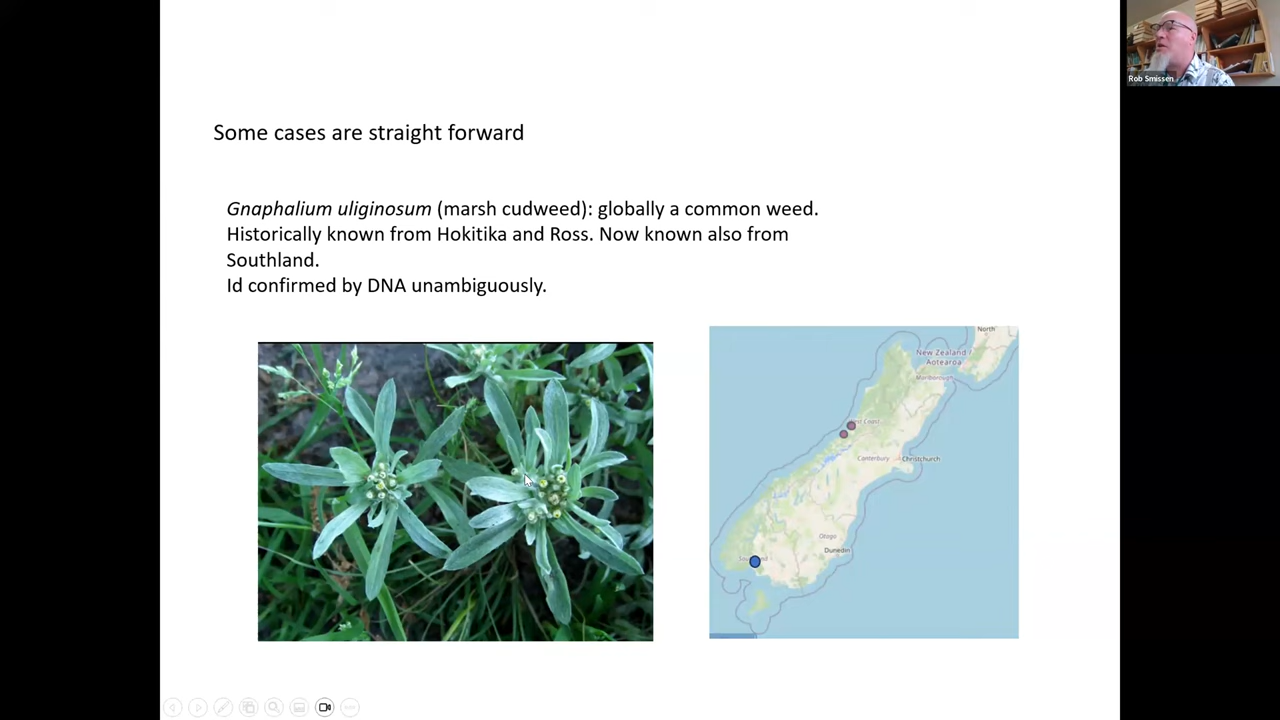 Some cases are straight forward
Gnaphalium uliginosum (marsh cudweed): globally a common weed.
Historically known from Hokitika and Ross. Now known also from
Southland.
Id confirmed by DNA unambiguously.
Rob Smissen
North
New Zealand /
Aotearoa
Marlborough
Coast
Canterbury
Christchurch
Otago
Dunedin